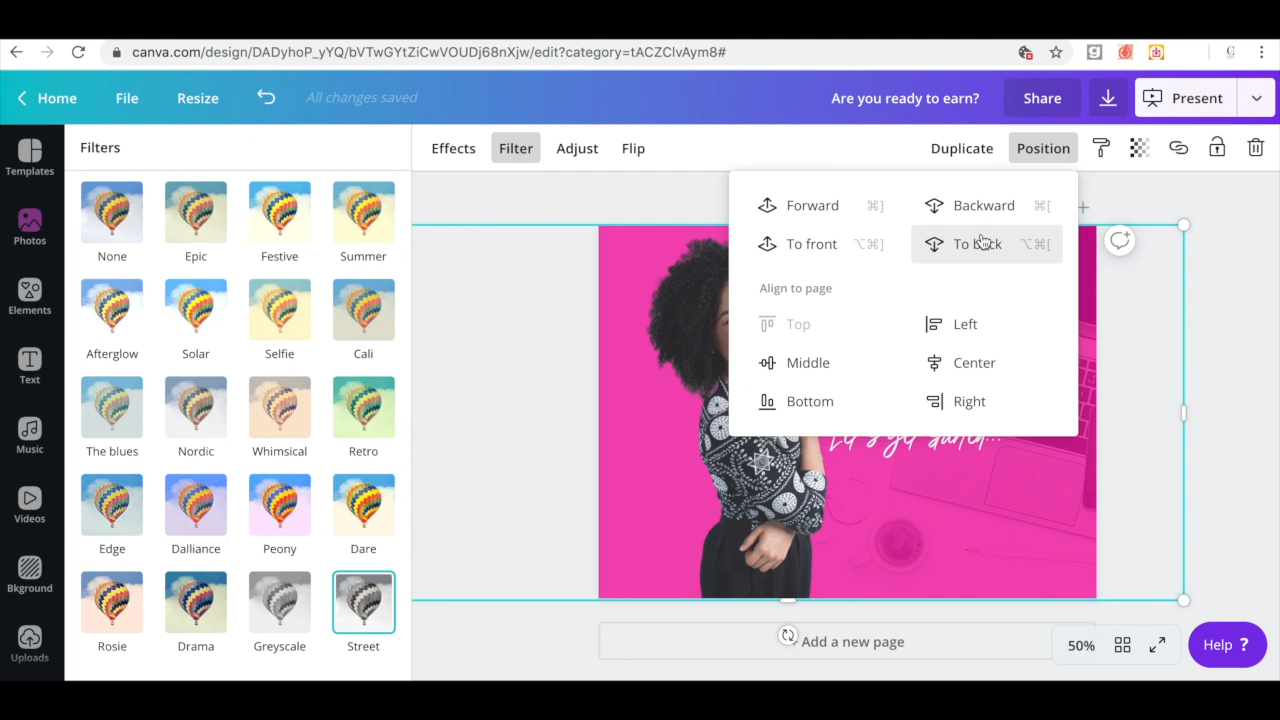 canva.com/design/DADyhoP_yYQ/bVTwGYtZiCwVOUDj68nXjw/edit?category=tACZClvAym8#
Home File Resize All changes saved Are you ready to earn? Share Present
Templates
Photos
Elements
Text
Music
Videos
Bkground
Uploads
Filters
None Epic Festive Summer
Afterglow Solar Selfie Cali
The blues Nordic Whimsical Retro
Edge Dalliance Peony Dare
Rosie Drama Greyscale Street
Effects Filter Adjust Flip Duplicate Position
Forward ⌘] Backward ⌘[
To front ⌥⌘] To back ⌥⌘[
Align to page
Top Left
Middle Center
Bottom Right
+ Add a new page
50%
Help ?